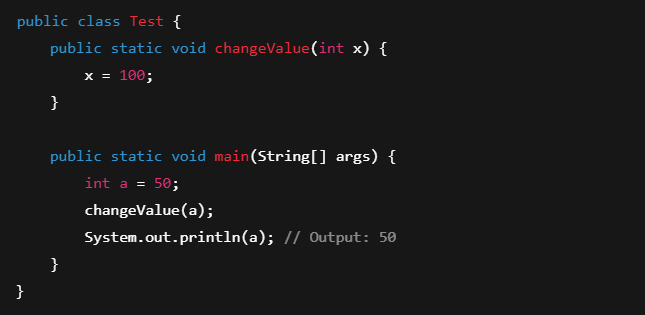 public class Test {
    public static void changeValue(int x) {
        x = 100;
    }

    public static void main(String[] args) {
        int a = 50;
        changeValue(a);
        System.out.println(a); // Output: 50
    }
}